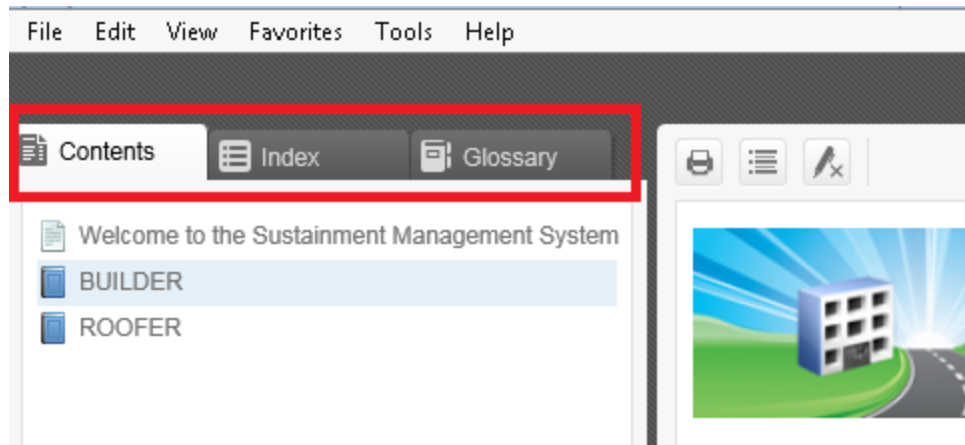 File Edit View Favorites Tools Help
Contents Index Glossary
Welcome to the Sustainment Management System
BUILDER
ROOFER